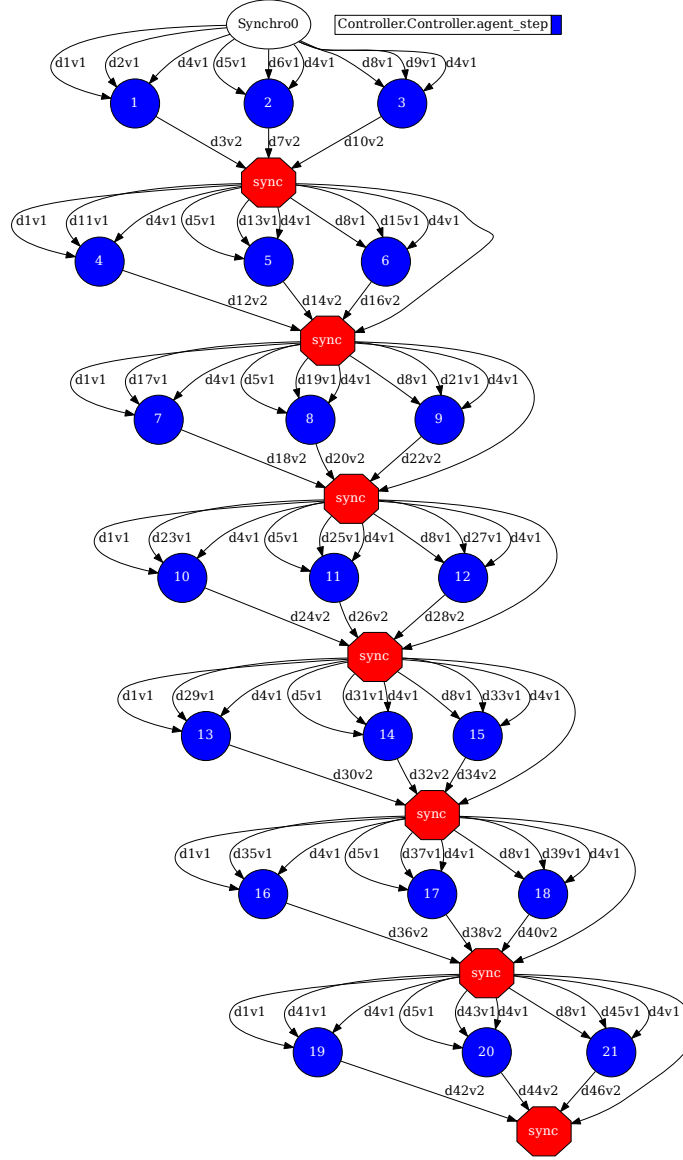 Synchro0
Controller.Controller.agent_step
d1v1 d2v1 d4v1 d5v1 d6v1 d4v1 d8v1 d9v1 d4v1
1 2 3
d3v2 d7v2 d10v2
sync
d1v1 d11v1 d4v1 d5v1 d13v1 d4v1 d8v1 d15v1 d4v1
4 5 6
d12v2 d14v2 d16v2
sync
d1v1 d17v1 d4v1 d5v1 d19v1 d4v1 d8v1 d21v1 d4v1
7 8 9
d18v2 d20v2 d22v2
sync
d1v1 d23v1 d4v1 d5v1 d25v1 d4v1 d8v1 d27v1 d4v1
10 11 12
d24v2 d26v2 d28v2
sync
d1v1 d29v1 d4v1 d5v1 d31v1 d4v1 d8v1 d33v1 d4v1
13 14 15
d30v2 d32v2 d34v2
sync
d1v1 d35v1 d4v1 d5v1 d37v1 d4v1 d8v1 d39v1 d4v1
16 17 18
d36v2 d38v2 d40v2
sync
d1v1 d41v1 d4v1 d5v1 d43v1 d4v1 d8v1 d45v1 d4v1
19 20 21
d42v2 d44v2 d46v2
sync